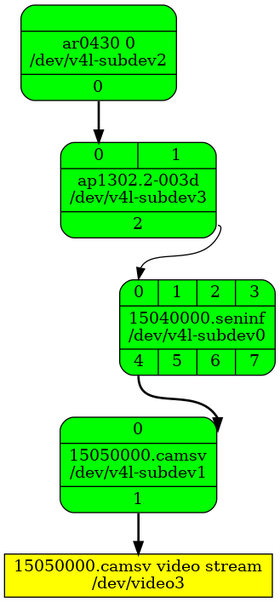 ar0430 0
/dev/v4l-subdev2
0
0 1
ap1302.2-003d
/dev/v4l-subdev3
2
0 1 2 3
15040000.seninf
/dev/v4l-subdev0
4 5 6 7
0
15050000.camsv
/dev/v4l-subdev1
1
15050000.camsv video stream
/dev/video3